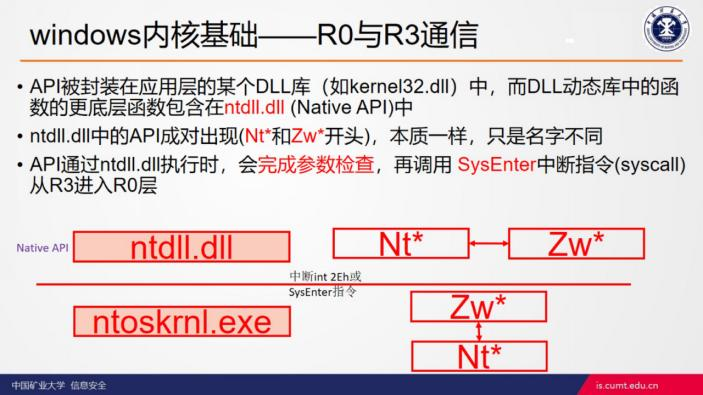 windows内核基础——R0与R3通信
• API被封装在应用层的某个DLL库（如kernel32.dll）中，而DLL动态库中的函
数的更底层函数包含在ntdll.dll (Native API)中
• ntdll.dll中的API成对出现(Nt*和Zw*开头)，本质一样，只是名字不同
• API通过ntdll.dll执行时，会完成参数检查，再调用 SysEnter中断指令(syscall)
从R3进入R0层
Native API
ntdll.dll
Nt*
Zw*
中断int 2Eh或
SysEnter指令
ntoskrnl.exe
Zw*
Nt*
中国矿业大学 信息安全
is.cumt.edu.cn